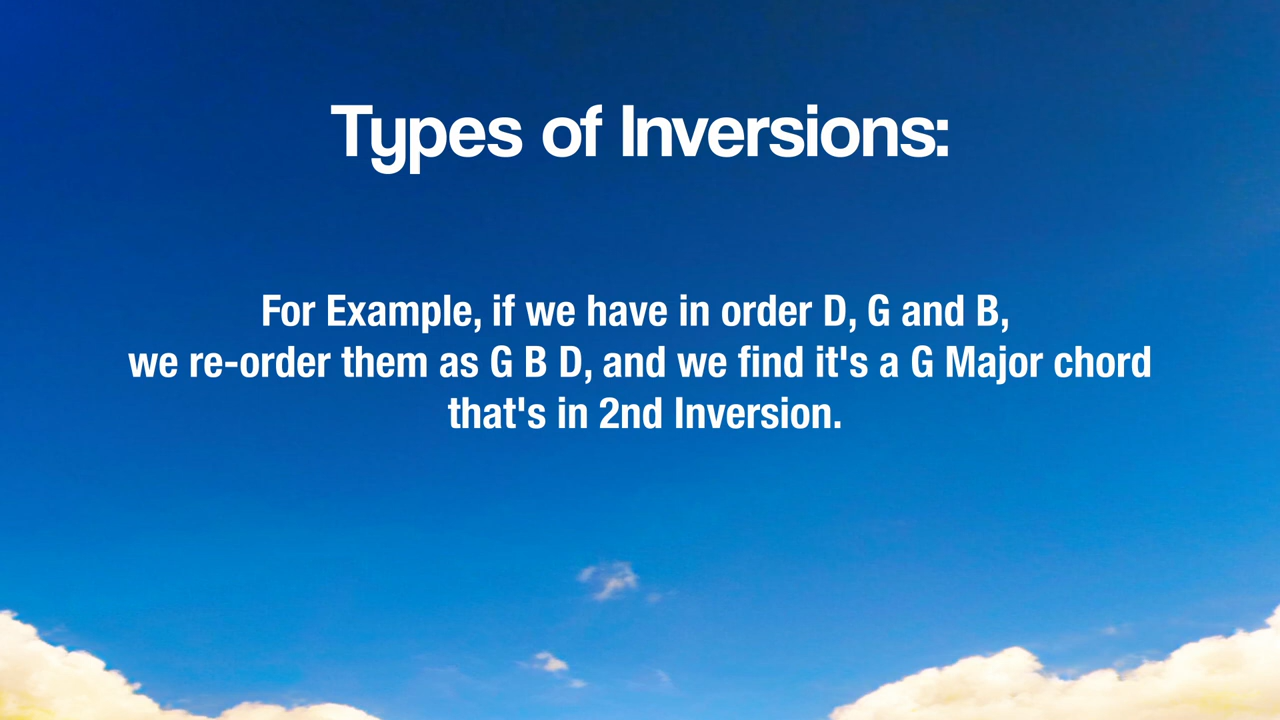 Types of Inversions:
For Example, if we have in order D, G and B,
we re-order them as G B D, and we find it's a G Major chord
that's in 2nd Inversion.